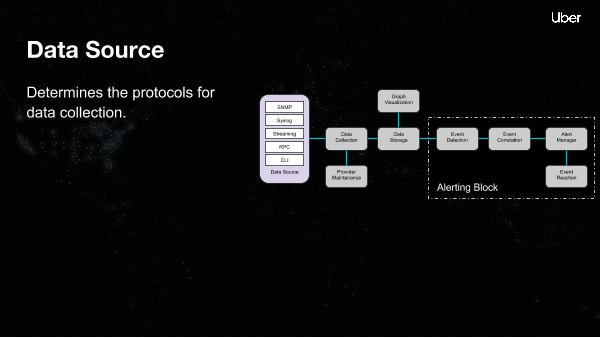 Uber
Data Source
Determines the protocols for
data collection.
SNMP
Syslog
Streaming
RPC
CLI
Data Source
Data
Collection
Provider
Maintenance
Graph
Visualization
Data
Storage
Event
Detection
Event
Correlation
Alert
Manager
Event
Reaction
Alerting Block